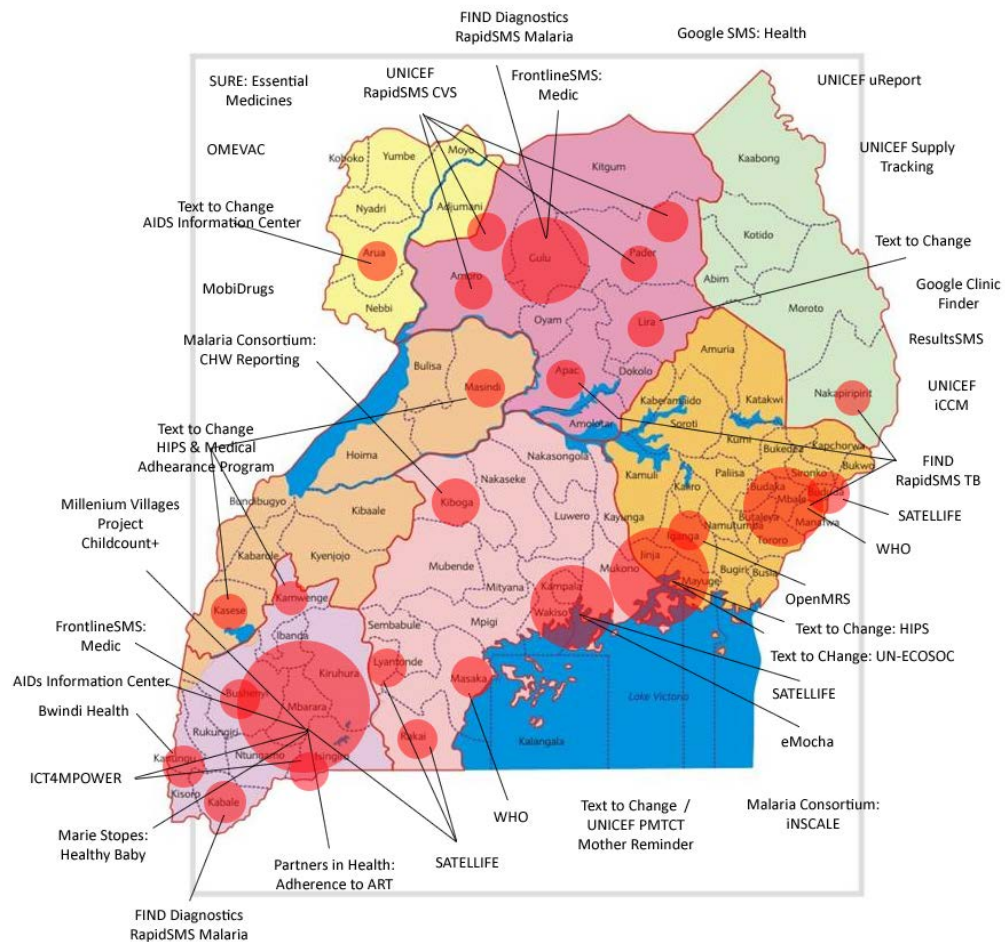 FIND Diagnostics
RapidSMS Malaria
Google SMS: Health
SURE: Essential
Medicines
UNICEF
RapidSMS CVS
FrontlineSMS:
Medic
UNICEF uReport
OMEVAC
UNICEF Supply
Tracking
Text to Change
AIDS Information Center
Text to Change
MobiDrugs
Google Clinic
Finder
Malaria Consortium:
CHW Reporting
ResultsSMS
UNICEF
iCCM
Text to Change
HIPS & Medical
Adhearance Program
FIND
RapidSMS TB
Millenium Villages
Project
Childcount+
SATELLIFE
WHO
OpenMRS
FrontlineSMS:
Medic
Text to Change: HIPS
Text to CHange: UN-ECOSOC
AIDs Information Center
SATELLIFE
Bwindi Health
eMocha
ICT4MPOWER
WHO
Text to Change /
UNICEF PMTCT
Mother Reminder
Malaria Consortium:
iNSCALE
Marie Stopes:
Healthy Baby
Partners in Health:
Adherence to ART
SATELLIFE
FIND Diagnostics
RapidSMS Malaria
Koboko
Yumbe
Moyo
Kitgum
Kaabong
Nyadri
Adjumani
Kotido
Arua
Gulu
Pader
Abim
Nebbi
Oyam
Lira
Moroto
Bulisa
Masindi
Apac
Dokolo
Amuria
Nakapiripirit
Kaberamaido
Katakwi
Amolotar
Soroti
Hoima
Nakasongola
Kumi
Bukedea
Kapchorwa
Nakaseke
Kamuli
Pallisa
Sironko
Bukwo
Bundibugyo
Kibaale
Kiboga
Luwero
Kayunga
Kaliro
Budaka
Mbale
Namutumba
Butaleja
Manafwa
Kabarole
Kyenjojo
Iganga
Tororo
Mubende
Mukono
Jinja
Mityana
Mayuge
Bugiri
Busia
Kasese
Kamwenge
Kampala
Wakiso
Mpigi
Sembabule
Ibanda
Kiruhura
Lyantonde
Masaka
Bushenyi
Mbarara
Lake Victoria
Rukungiri
Rakai
Kalangala
Kanungu
Ntungamo
Isingiro
Kisoro
Kabale